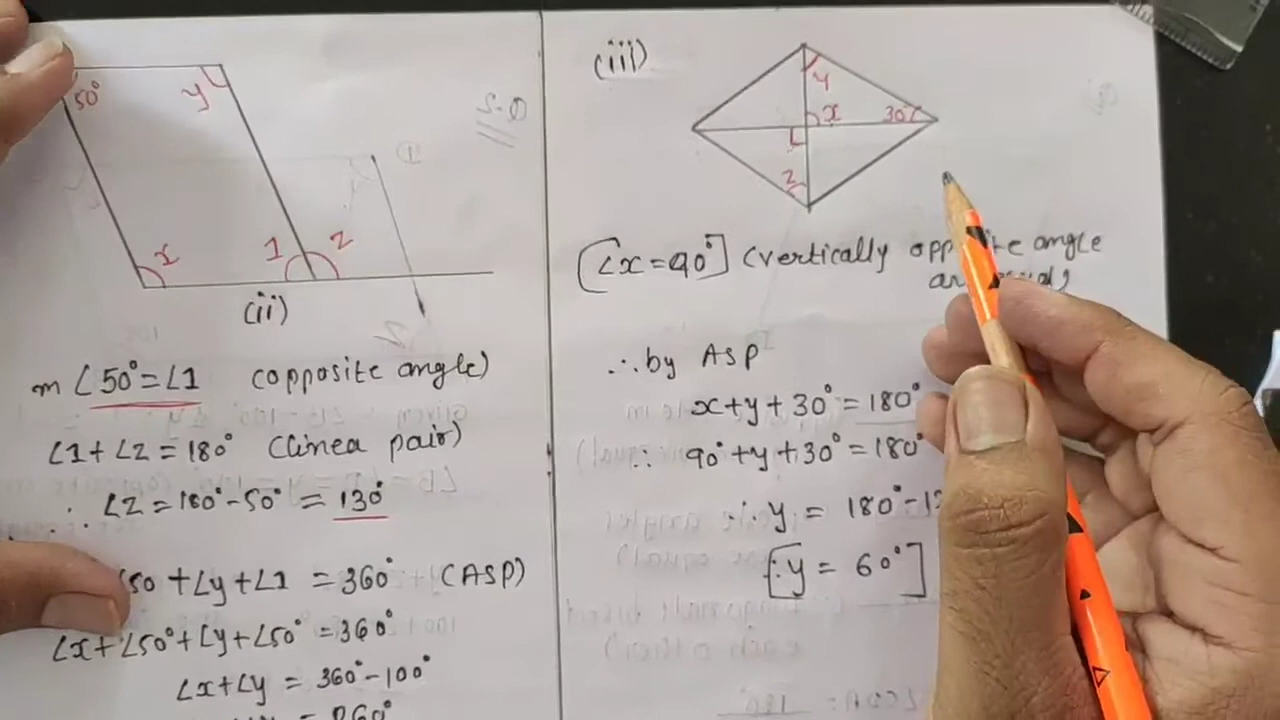 50°
y
x
1
2
(ii)
m∠50°=∠1 (opposite angle)
∠1+∠2=180° (Linea pair)
∴ ∠2=180°-50°=130°
50+∠y+∠1=360° (ASP)
∠x+∠50°+∠y+∠50°=360°
∠x+∠y=360°-100°
(iii)
y
x
30°
z
[∠x=90°] (vertically opposite angle
∴by ASP
x+y+30°=180°
∴ 90°+y+30°=180°
∴y=180°-12
[∴y=60°]